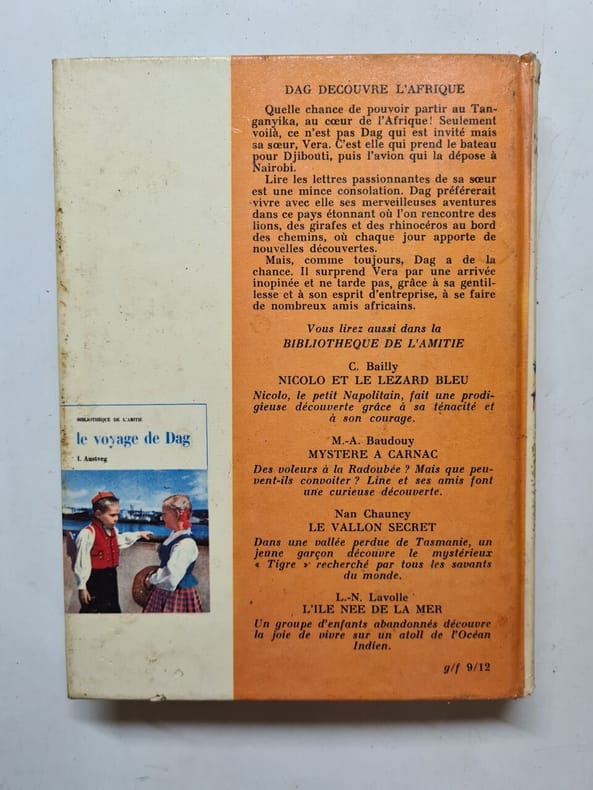 DAG DECOUVRE L'AFRIQUE
Quelle chance de pouvoir partir au Tan-
ganyika, au cœur de l'Afrique! Seulement
voilà, ce n'est pas Dag qui est invité mais
sa sœur, Vera. C'est elle qui prend le bateau
pour Djibouti, puis l'avion qui la dépose à
Nairobi.
Lire les lettres passionnantes de sa sœur
est une mince consolation. Dag préférerait
vivre avec elle ses merveilleuses aventures
dans ce pays étonnant où l'on rencontre des
lions, des girafes et des rhinocéros au bord
des chemins, où chaque jour apporte de
nouvelles découvertes.
Mais, comme toujours, Dag a de la
chance. Il surprend Vera par une arrivée
inopinée et ne tarde pas, grâce à sa gentil-
lesse et à son esprit d'entreprise, à se faire
de nombreux amis africains.
Vous lirez aussi dans la
BIBLIOTHEQUE DE L'AMITIE
C. Bailly
NICOLO ET LE LEZARD BLEU
Nicolo, le petit Napolitain, fait une prodi-
gieuse découverte grâce à sa ténacité et
à son courage.
M.-A. Baudouy
MYSTERE A CARNAC
Des voleurs à la Radoubée ? Mais que peu-
vent-ils convoiter ? Line et ses amis font
une curieuse découverte.
Nan Chauncy
LE VALLON SECRET
Dans une vallée perdue de Tasmanie, un
jeune garçon découvre le mystérieux
« Tigre » recherché par tous les savants
du monde.
L.-N. Lavolle
L'ILE NEE DE LA MER
Un groupe d'enfants abandonnés découvre
la joie de vivre sur un atoll de l'Océan
Indien.
g/f 9/12
BIBLIOTHÈQUE DE L'AMITIE
le voyage de Dag
I. Austveg